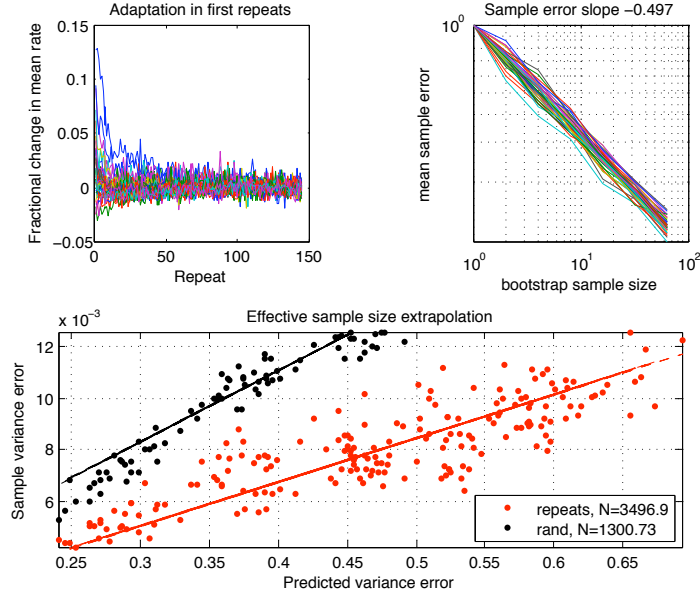 Adaptation in first repeats
Fractional change in mean rate
0.15
0.1
0.05
0
−0.05
0 50 100 150
Repeat
Sample error slope −0.497
mean sample error
10^0
10^0 10^1 10^2
bootstrap sample size
Effective sample size extrapolation
x 10^−3
Sample variance error
12
10
8
6
0.25 0.3 0.35 0.4 0.45 0.5 0.55 0.6 0.65
Predicted variance error
repeats, N=3496.9
rand, N=1300.73